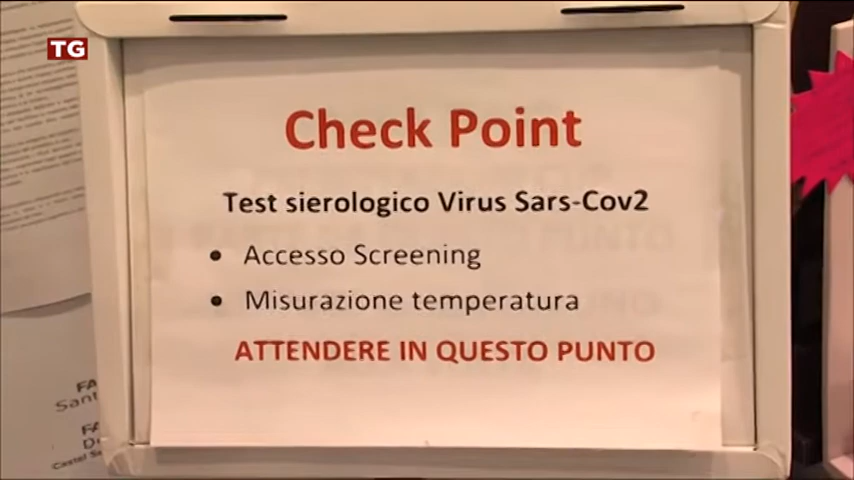 TG
Check Point
Test sierologico Virus Sars-Cov2
• Accesso Screening
• Misurazione temperatura
ATTENDERE IN QUESTO PUNTO